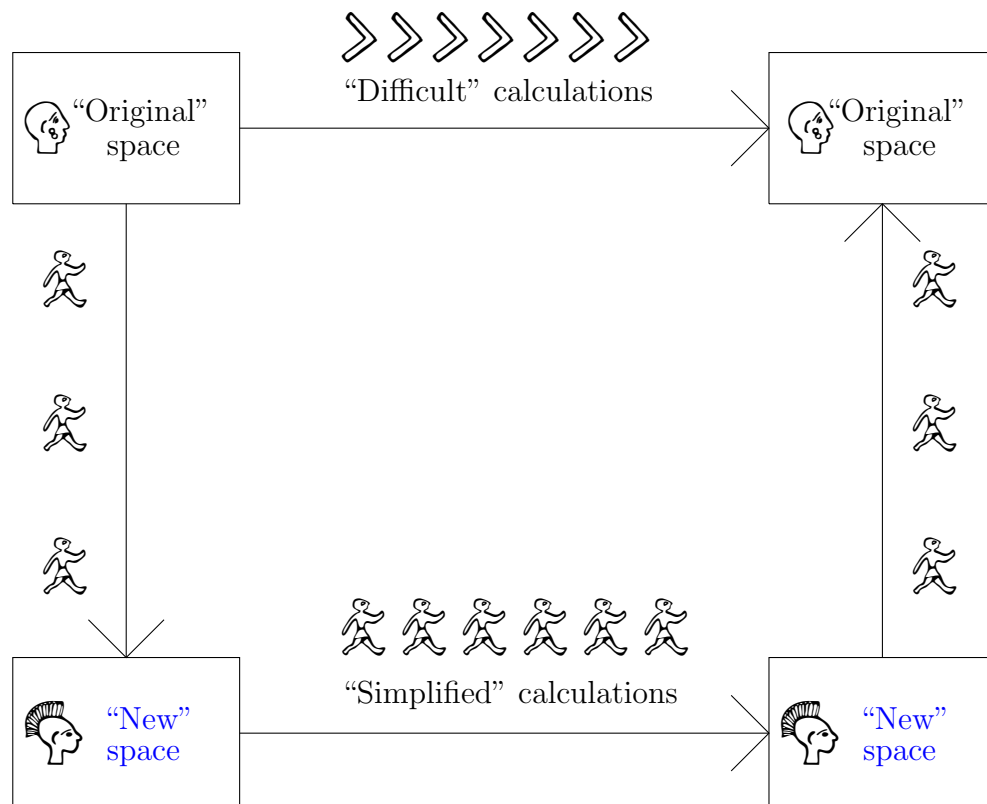 “Difficult” calculations
“Original”
space
“Original”
space
“Simplified” calculations
“New”
space
“New”
space